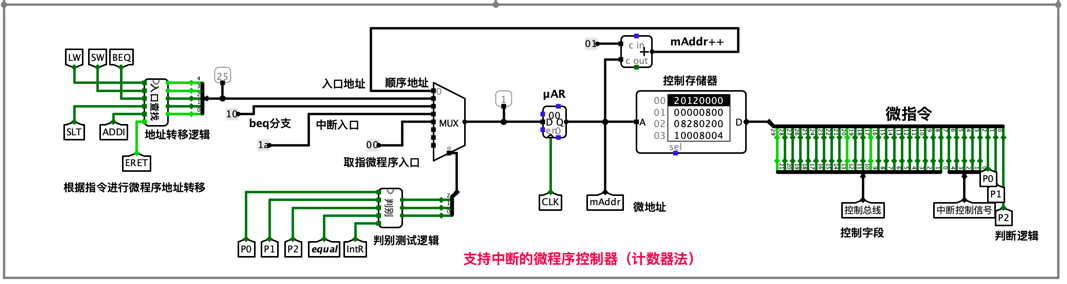 01
c in
+
c out
mAddr++
LW
SW
BEQ
25
入口地址
顺序地址
0
1
μAR
控制存储器
入口查找
10
beq分支
中断入口
MUX
00
D Q
en
A
00 20120000
01 00000800
02 08280200
03 10008004
D
sel
微指令
SLT
ADDI
地址转移逻辑
1a
00
取指微程序入口
ERET
根据指令进行微程序地址转移
判别
判别测试逻辑
P0
P1
P2
equal
IntR
CLK
mAddr
微地址
控制总线
控制字段
中断控制信号
P0
P1
P2
判断逻辑
支持中断的微程序控制器（计数器法）